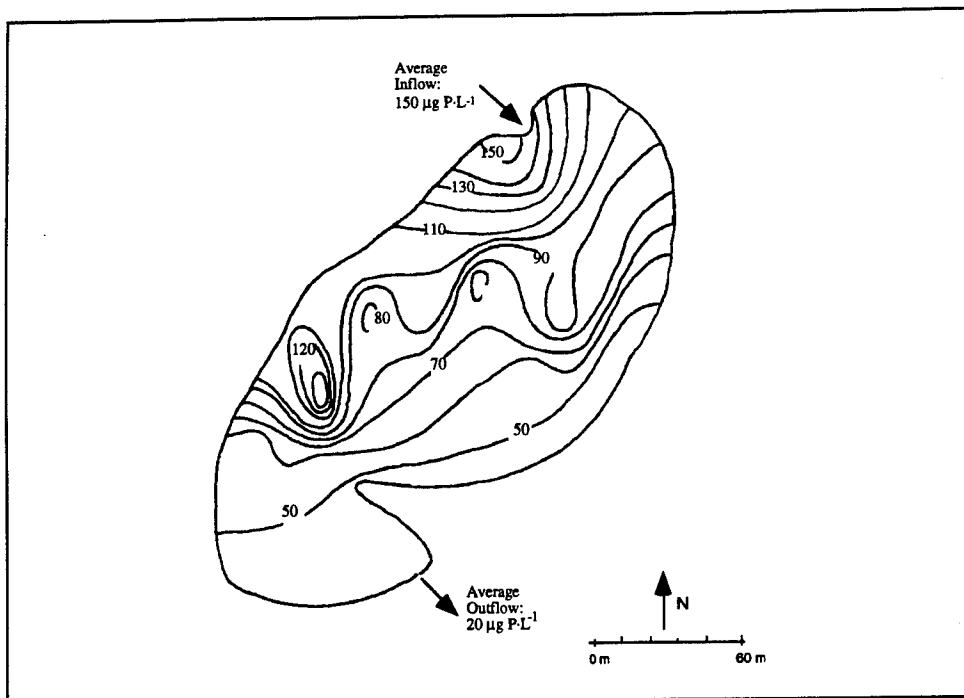 Average
Inflow:
150 µg P·L⁻¹
150
130
110
90
80
120
70
50
50
Average
Outflow:
20 µg P·L⁻¹
N
0 m
60 m